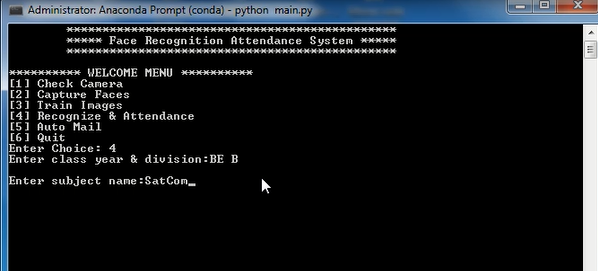 Administrator: Anaconda Prompt (conda) - python main.py
************************************************
****** Face Recognition Attendance System ******
************************************************
********** WELCOME MENU **********
[1] Check Camera
[2] Capture Faces
[3] Train Images
[4] Recognize & Attendance
[5] Auto Mail
[6] Quit
Enter Choice: 4
Enter class year & division:BE B
Enter subject name:SatCom_